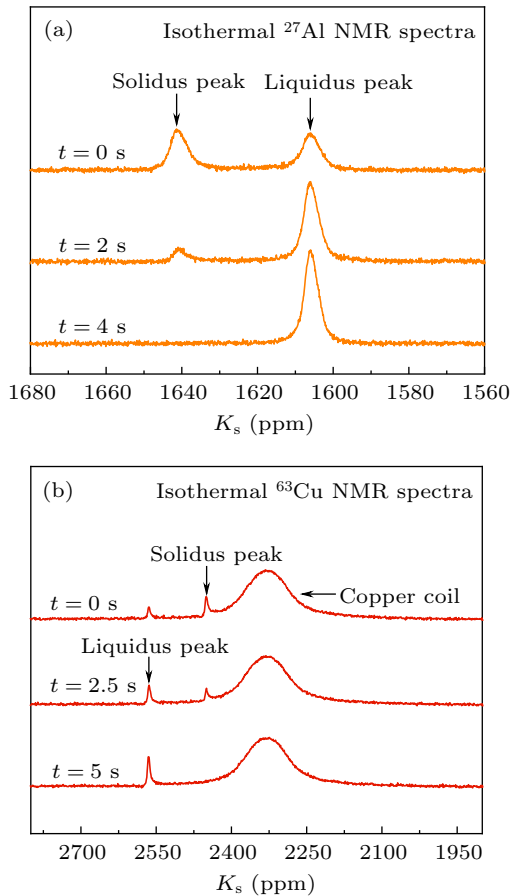 (a) Isothermal ²⁷Al NMR spectra
Solidus peak Liquidus peak
t = 0 s
t = 2 s
t = 4 s
1680 1660 1640 1620 1600 1580 1560
Kₛ (ppm)
(b) Isothermal ⁶³Cu NMR spectra
Solidus peak
t = 0 s Copper coil
Liquidus peak
t = 2.5 s
t = 5 s
2700 2550 2400 2250 2100 1950
Kₛ (ppm)